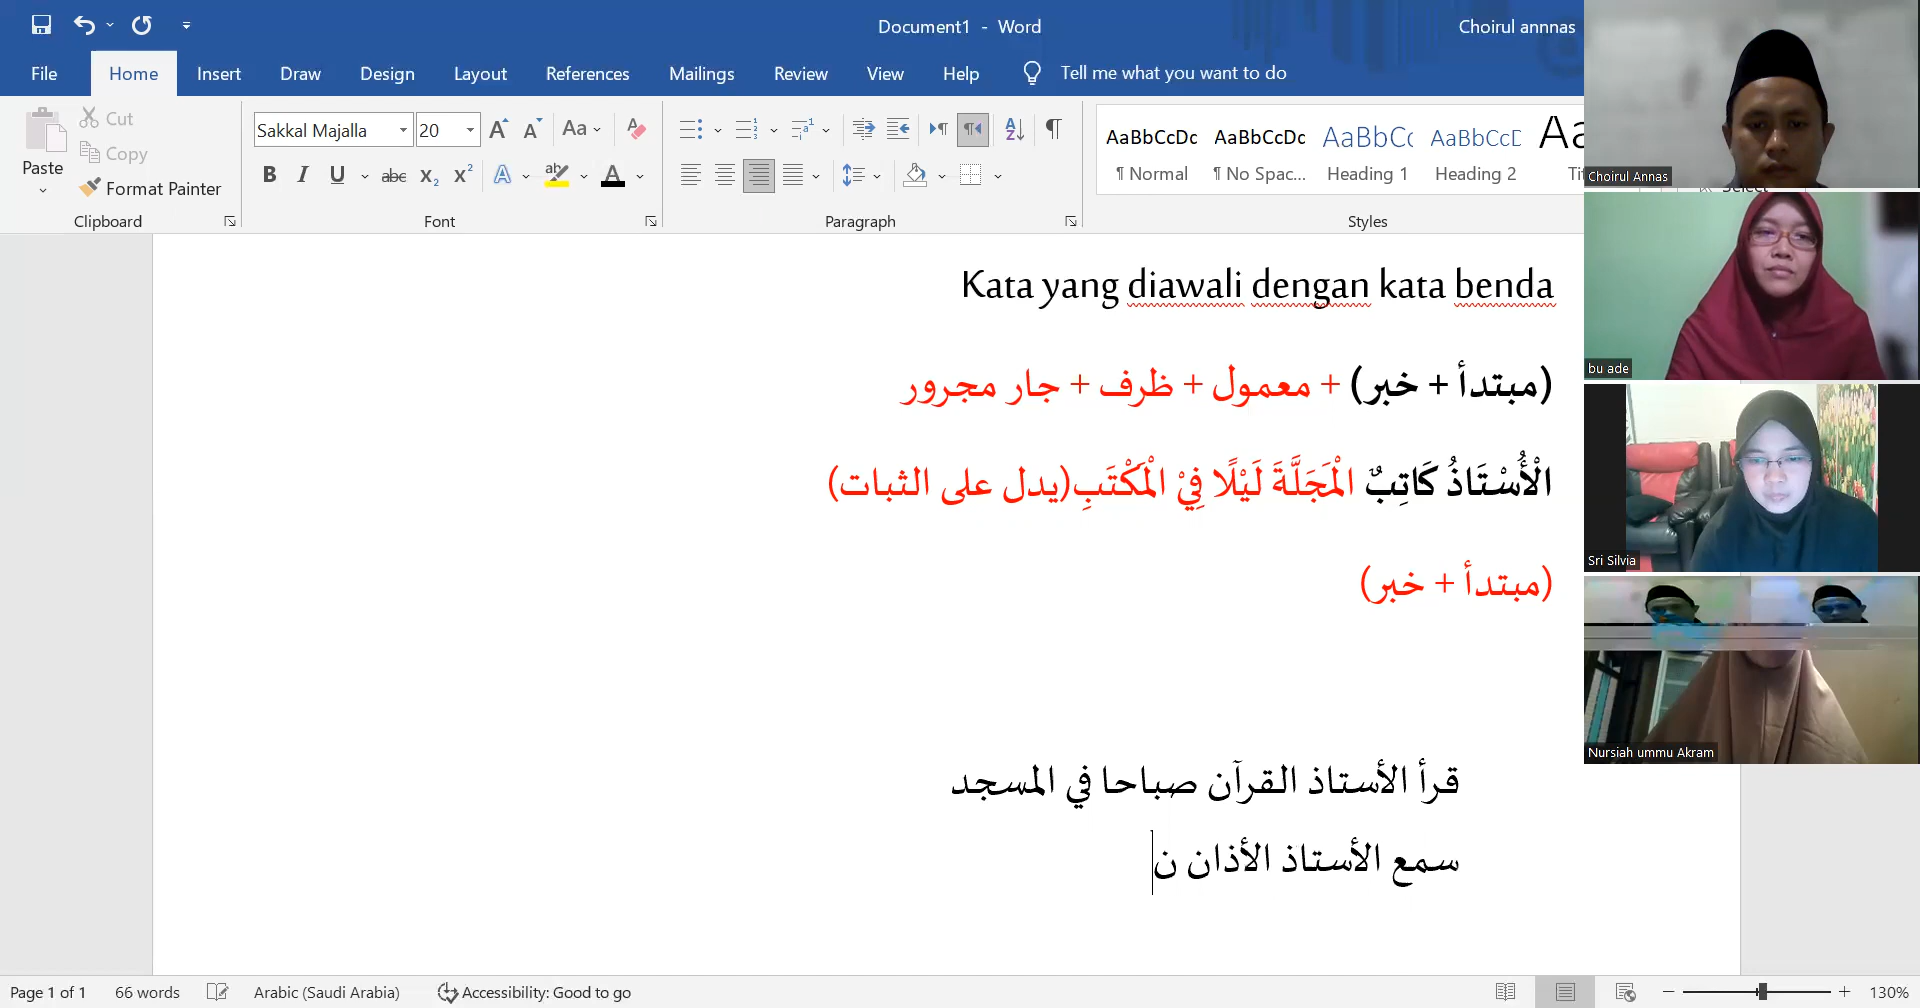 Document1 - Word
Choirul annnas
File Home Insert Draw Design Layout References Mailings Review View Help Tell me what you want to do
Paste
Cut
Copy
Format Painter
Clipboard
Sakkal Majalla 20
Font
Paragraph
AaBbCcDc AaBbCcDc AaBbCc AaBbCcD Aa
¶ Normal ¶ No Spac... Heading 1 Heading 2
Styles
Select
Choirul Annas
bu ade
Sri Silvia
Nursiah ummu Akram
Kata yang diawali dengan kata benda
(مبتدأ + خبر) + معمول + ظرف + جار مجرور
الْأُسْتَاذُ كَاتِبٌ الْمَجَلَّةَ لَيْلًا فِيْ الْمَكْتَبِ(يدل على الثبات)
(مبتدأ + خبر)
قرأ الأستاذ القرآن صباحا في المسجد
سمع الأستاذ الأذان ن
Page 1 of 1 66 words Arabic (Saudi Arabia) Accessibility: Good to go 130%